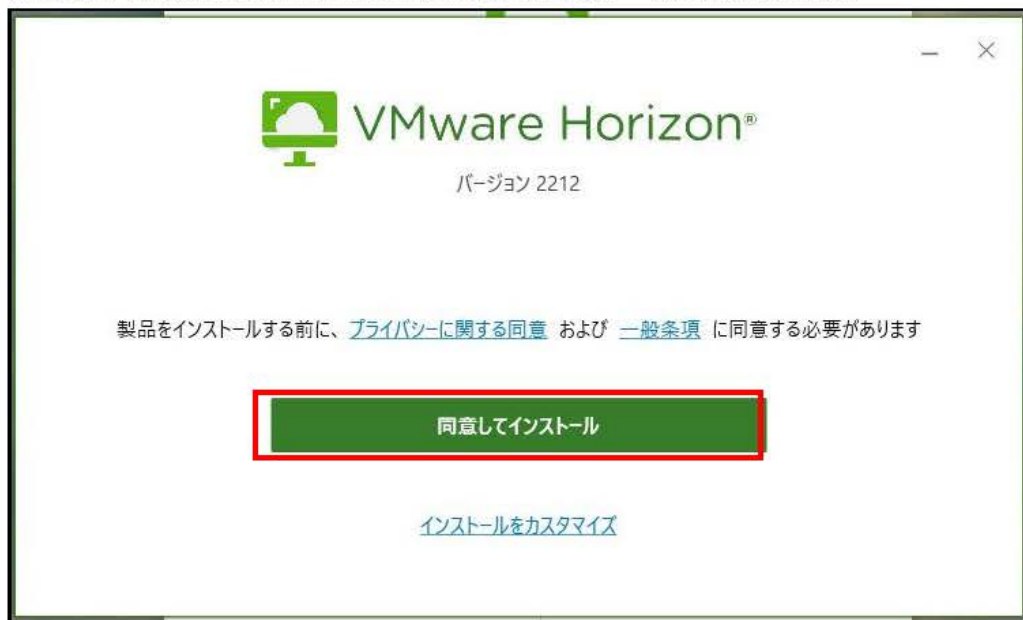 VMware Horizon®
バージョン 2212
製品をインストールする前に、プライバシーに関する同意 および 一般条項 に同意する必要があります
同意してインストール
インストールをカスタマイズ